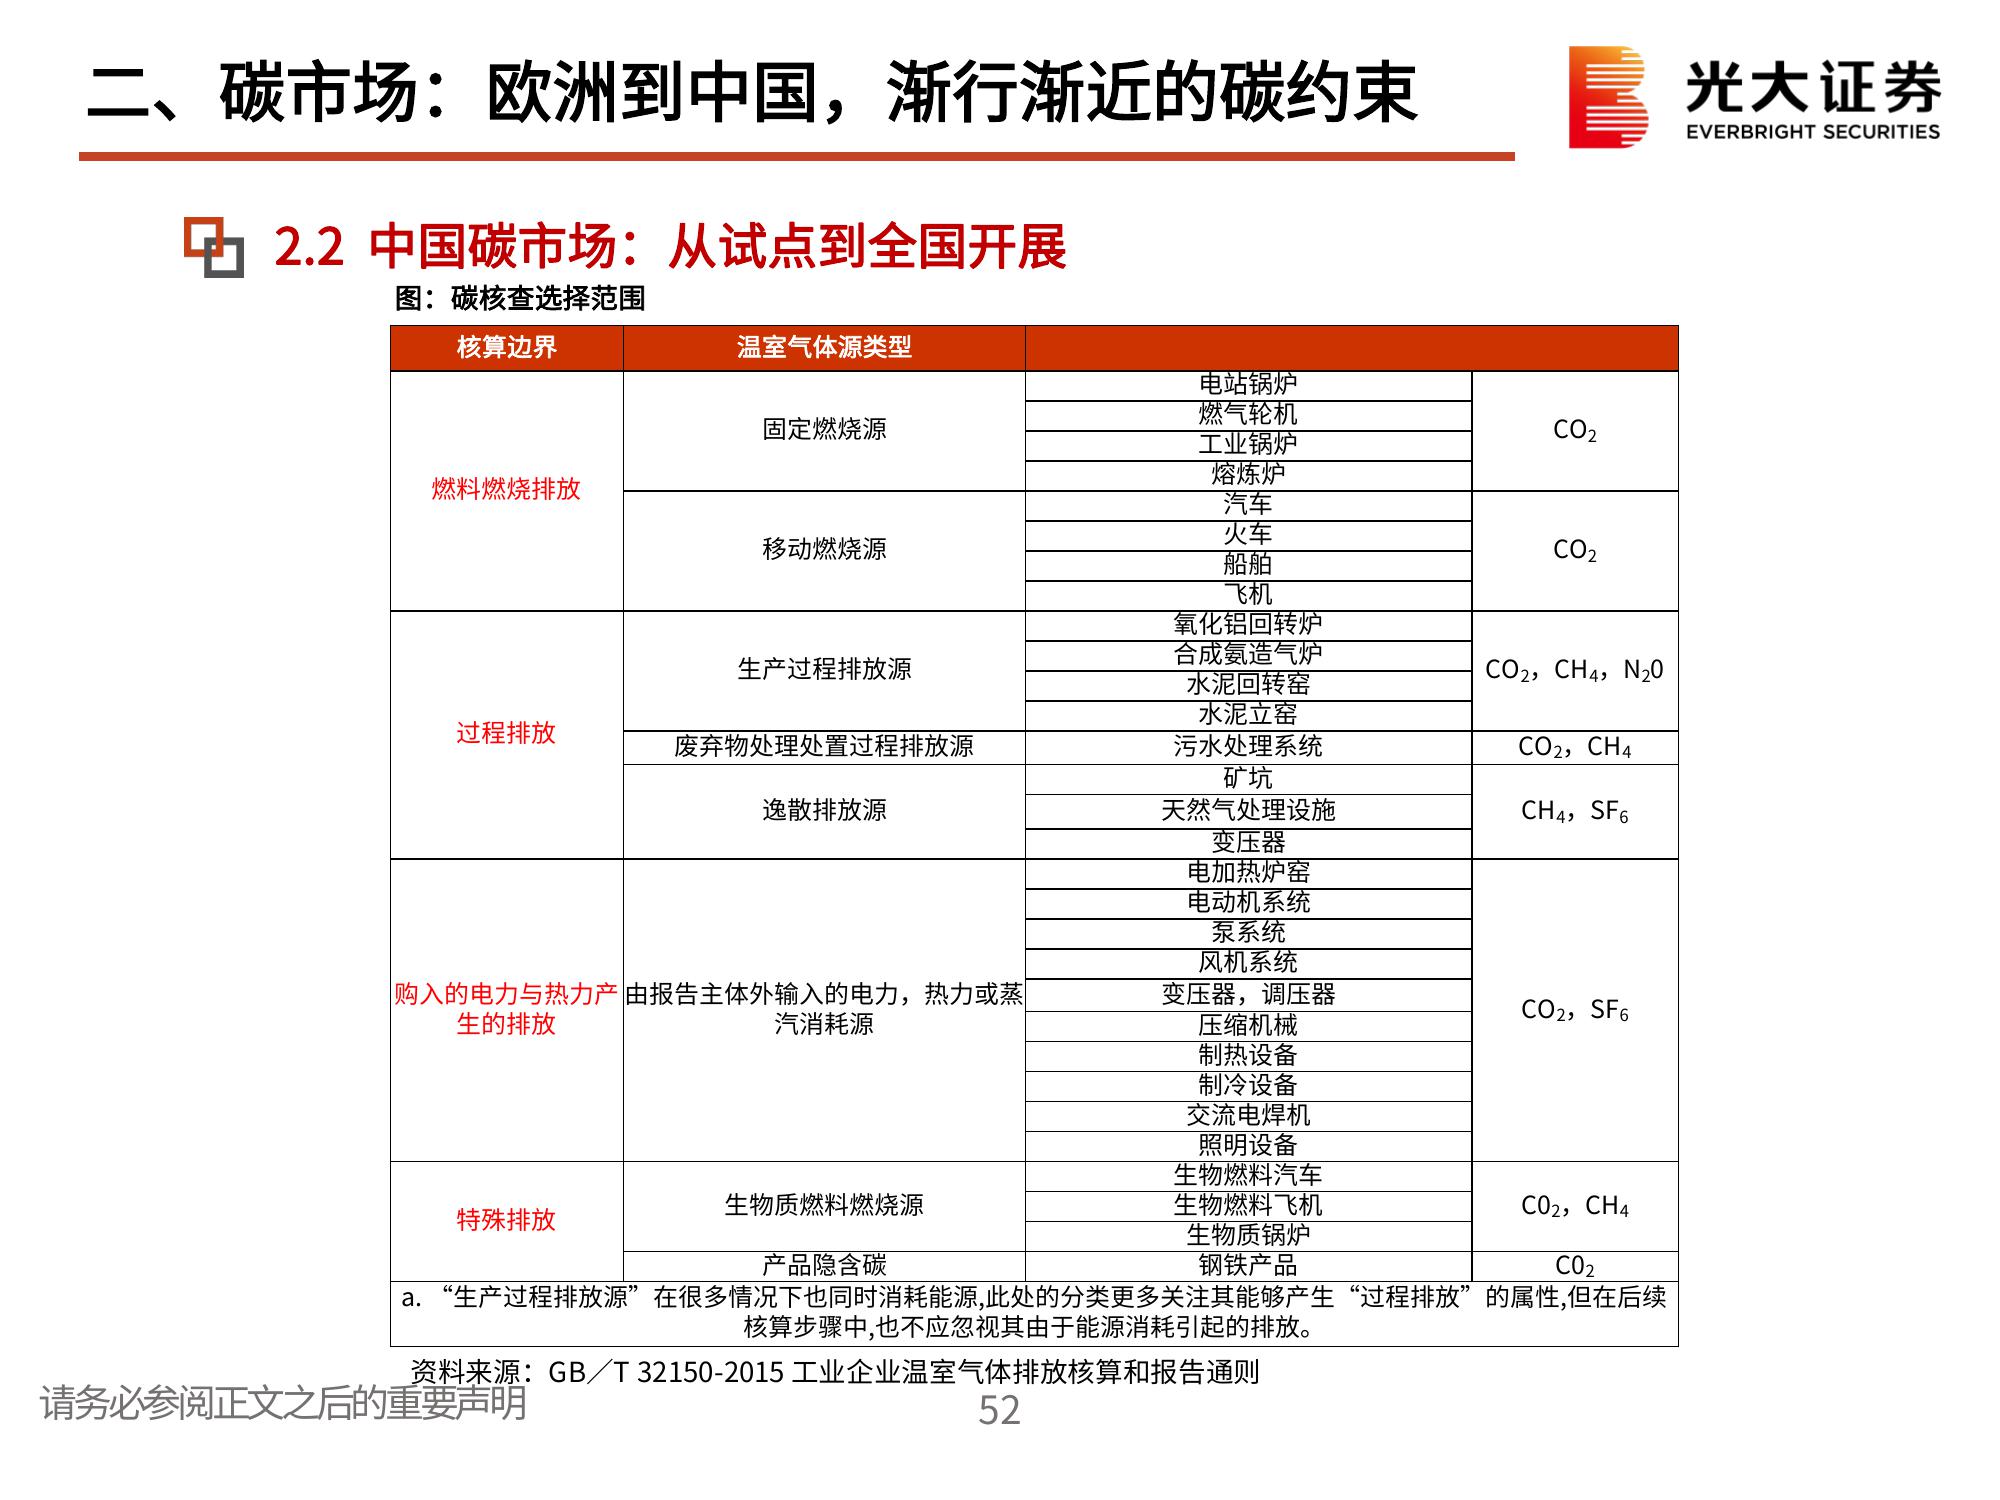 二、碳市场：欧洲到中国，渐行渐近的碳约束
光大证券
EVERBRIGHT SECURITIES
2.2 中国碳市场：从试点到全国开展
图：碳核查选择范围
核算边界
温室气体源类型
燃料燃烧排放
固定燃烧源
电站锅炉
燃气轮机
工业锅炉
熔炼炉
CO₂
移动燃烧源
汽车
火车
船舶
飞机
CO₂
过程排放
生产过程排放源
氧化铝回转炉
合成氨造气炉
水泥回转窑
水泥立窑
CO₂，CH₄，N₂0
废弃物处理处置过程排放源
污水处理系统
CO₂，CH₄
逸散排放源
矿坑
天然气处理设施
变压器
CH₄，SF₆
购入的电力与热力产
生的排放
由报告主体外输入的电力，热力或蒸
汽消耗源
电加热炉窑
电动机系统
泵系统
风机系统
变压器，调压器
压缩机械
制热设备
制冷设备
交流电焊机
照明设备
CO₂，SF₆
特殊排放
生物质燃料燃烧源
生物燃料汽车
生物燃料飞机
生物质锅炉
C0₂，CH₄
产品隐含碳
钢铁产品
C0₂
a. “生产过程排放源”在很多情况下也同时消耗能源,此处的分类更多关注其能够产生“过程排放”的属性,但在后续
核算步骤中,也不应忽视其由于能源消耗引起的排放。
资料来源：GB／T 32150-2015 工业企业温室气体排放核算和报告通则
请务必参阅正文之后的重要声明
52